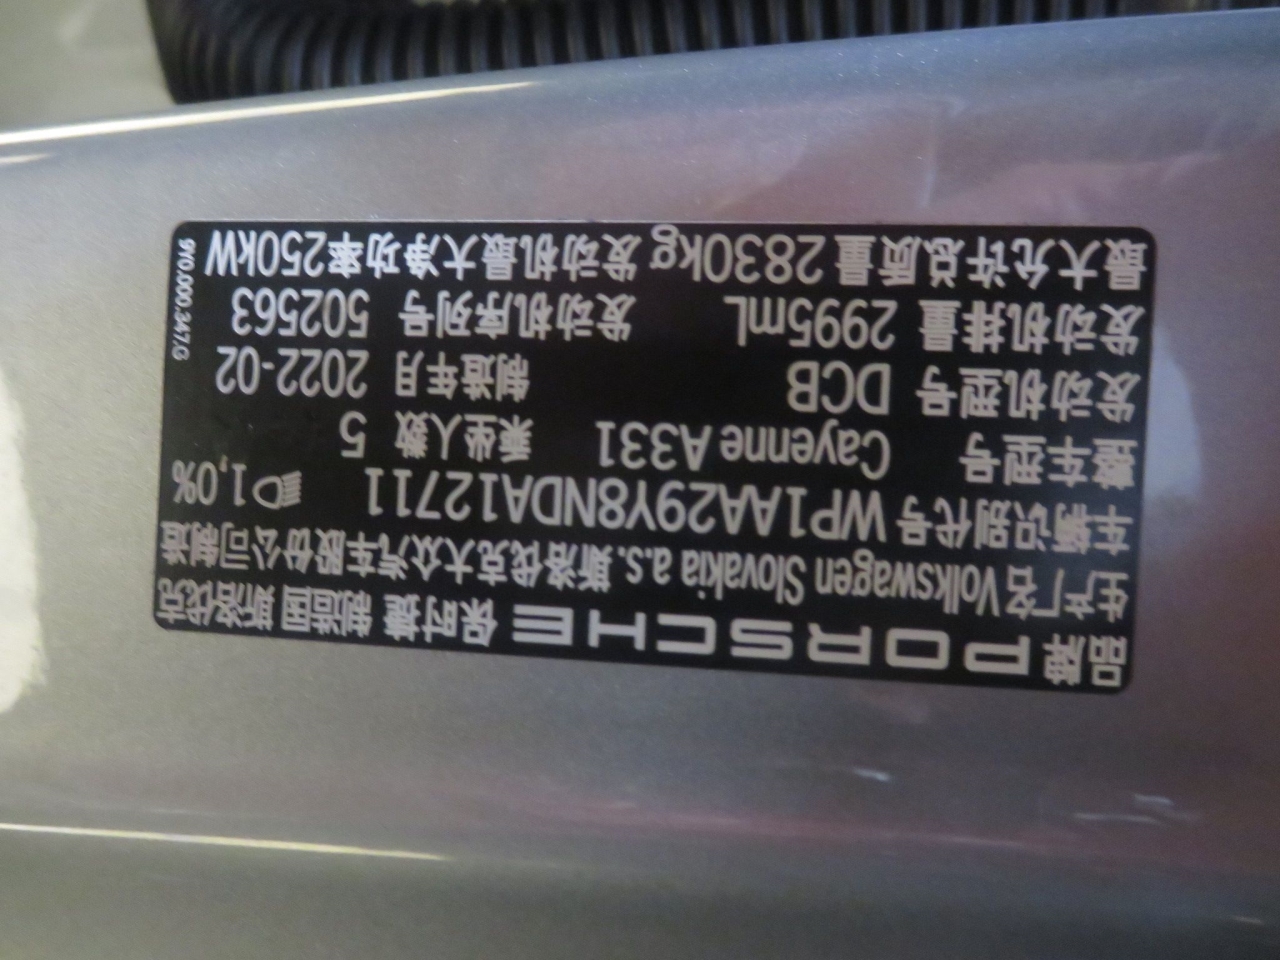 品牌 PORSCHE 保时捷 制造国 斯洛伐克
生产厂名 Volkswagen Slovakia a.s. 斯洛伐克大众汽车股份公司制造
车辆识别代号 WP1AA29Y8NDA12711 1,0%
整车型号 Cayenne A331 乘坐人数 5
发动机型号 DCB 制造年月 2022-02
发动机排量 2995mL 发动机序列号 502563
最大允许总质量 2830kg 发动机最大净功率 250kW
9Y0.000.347.G